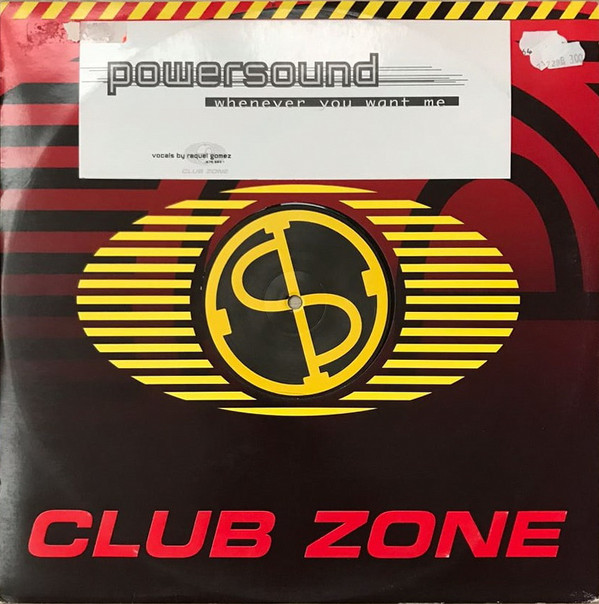 powersound
whenever you want me
vocals by raquel gomez
CLUB ZONE
CLUB ZONE